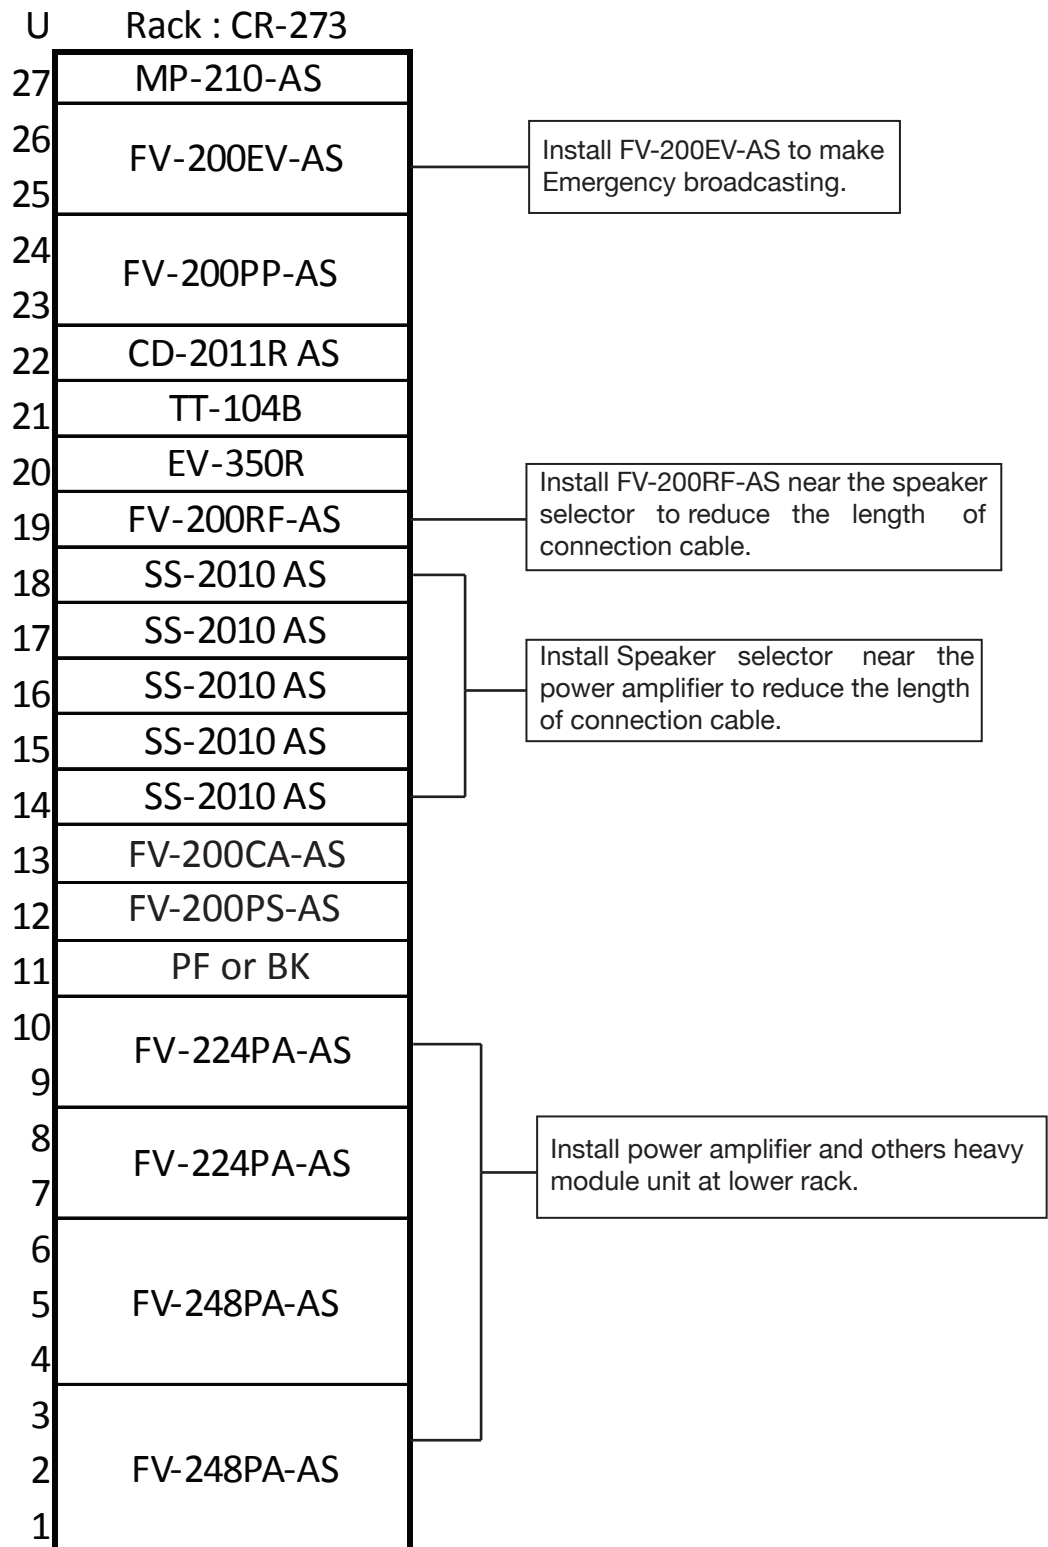 U Rack : CR-273
27 MP-210-AS
26
FV-200EV-AS
25
Install FV-200EV-AS to make
Emergency broadcasting.
24
FV-200PP-AS
23
22 CD-2011R AS
21 TT-104B
20 EV-350R
19 FV-200RF-AS
Install FV-200RF-AS near the speaker
selector to reduce the length of
connection cable.
18 SS-2010 AS
17 SS-2010 AS
16 SS-2010 AS
15 SS-2010 AS
14 SS-2010 AS
Install Speaker selector near the
power amplifier to reduce the length
of connection cable.
13 FV-200CA-AS
12 FV-200PS-AS
11 PF or BK
10
FV-224PA-AS
9
8
FV-224PA-AS
7
Install power amplifier and others heavy
module unit at lower rack.
6
5 FV-248PA-AS
4
3
2 FV-248PA-AS
1